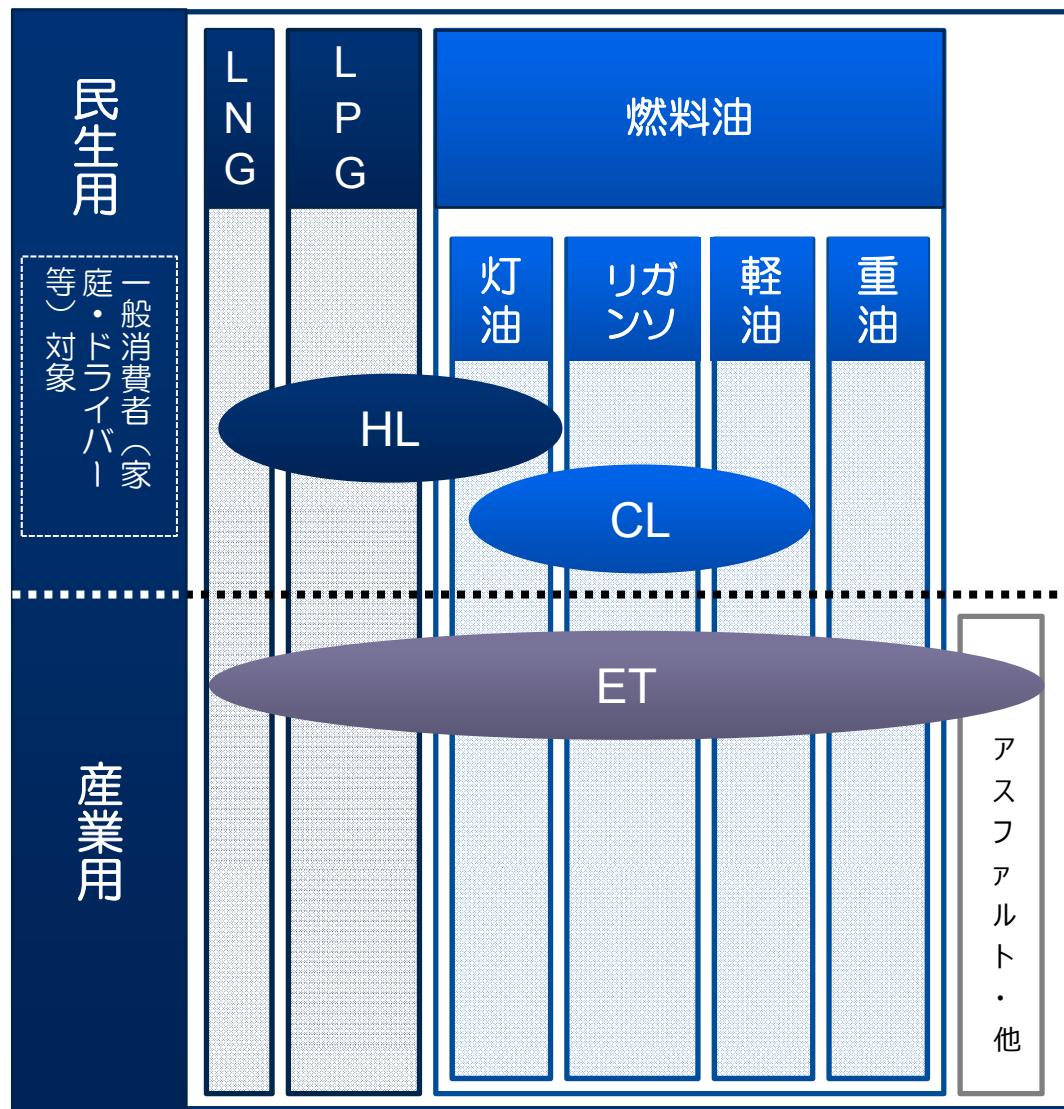 民生用
一般消費者（家
庭・ドライバー
等）対象
産業用
LNG
LPG
燃料油
灯油
ガソ
リン
軽油
重油
HL
CL
ET
アスファルト・他